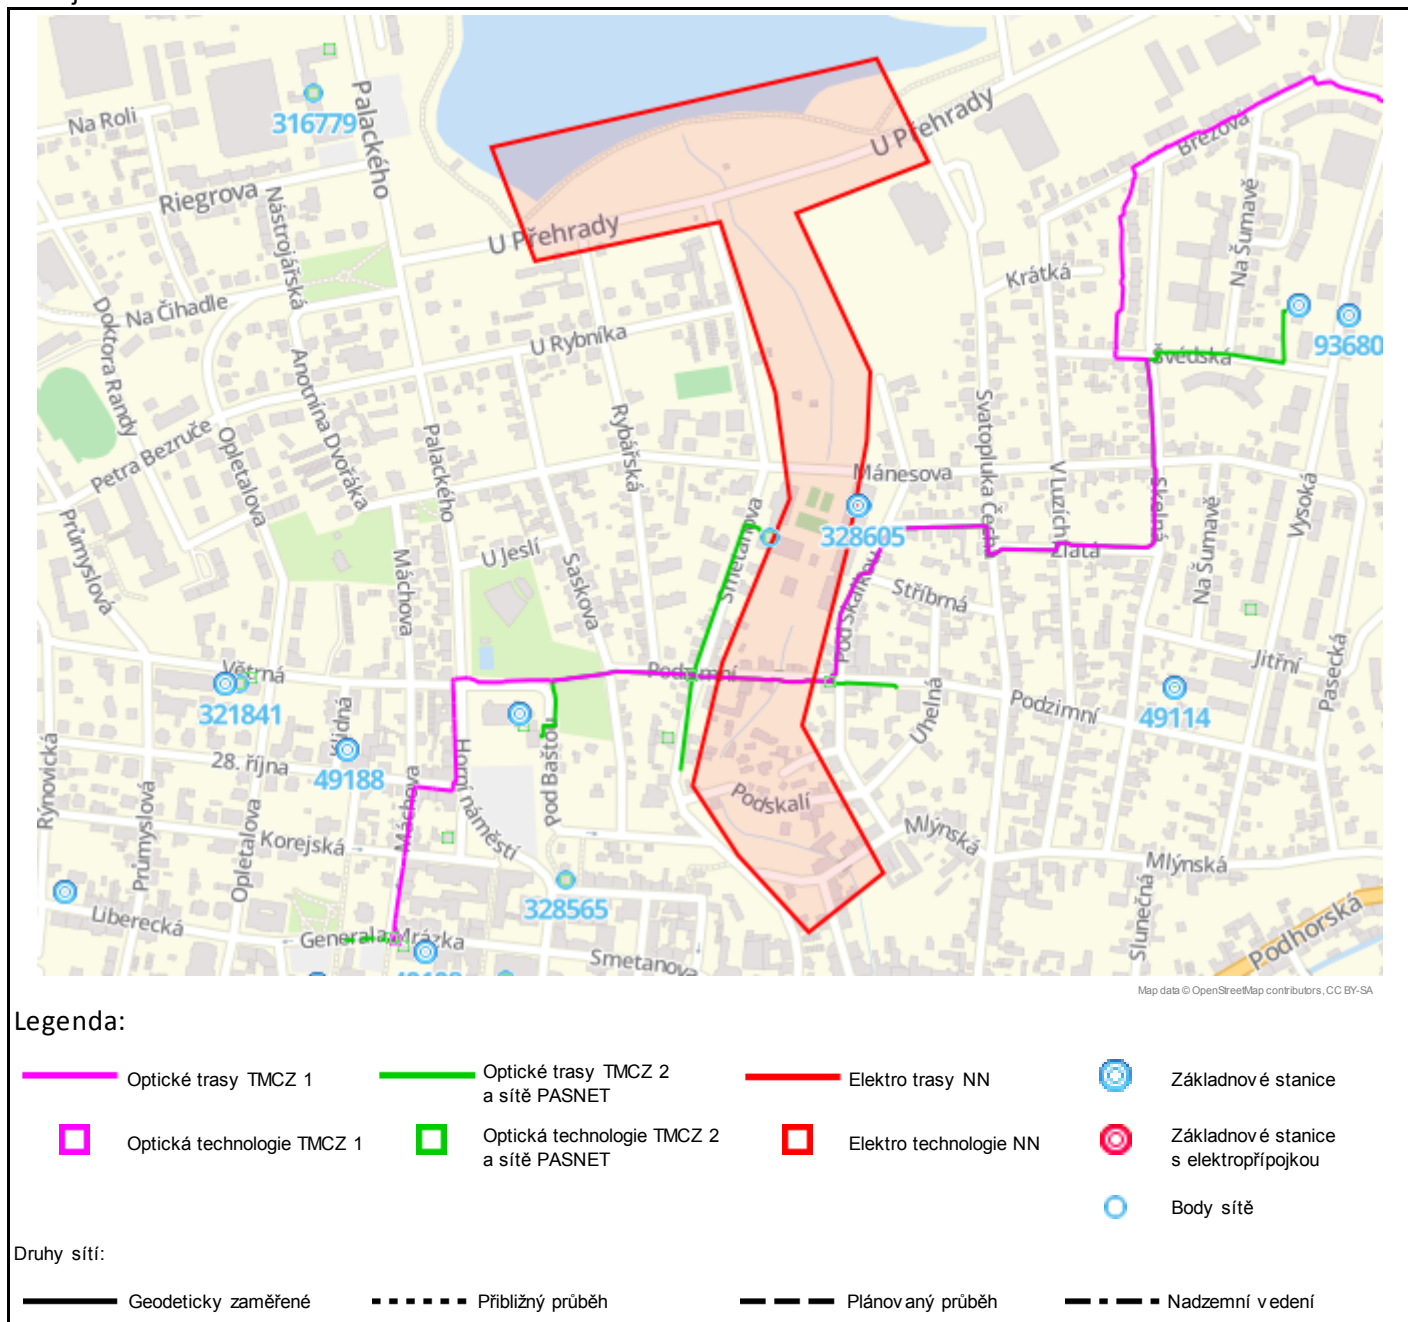 Na Roli
316779
Palackého
U Přehrady
Březová
Riegrova
Nástrojářská
Na Šumavě
U Přehrady
Krátká
Na Čihadle
Doktora Randy
U Rybníka
93680
Švédská
Anotnína Dvořáka
Petra Bezruče
Opletalova
Palackého
Rybářská
Svatopluka Čech
Mánesova
V Luzích
Skelná
Vysoká
Průmyslová
Smetanova
328605
Zlatá
Na Šumavě
U Jeslí
Máchova
Saskova
Pod Skalkou
Stříbrná
Větrná
Podzimní
Jitřní
Pasecká
321841
Klidná
Uhelná
Podzimní
49114
28. října
49188
Horní náměstí
Pod Baštou
Rýnovická
Průmyslová
Opletalova
Máchova
Podskalí
Korejská
Mlýnská
Mlýnská
328565
Liberecká
Generála Mrázka
Smetanova
Slunečná
Podhorská
Map data © OpenStreetMap contributors, CC BY-SA
Legenda:
Optické trasy TMCZ 1
Optické trasy TMCZ 2
a sítě PASNET
Elektro trasy NN
Základnové stanice
Optická technologie TMCZ 1
Optická technologie TMCZ 2
a sítě PASNET
Elektro technologie NN
Základnové stanice
s elektropřípojkou
Body sítě
Druhy sítí:
Geodeticky zaměřené
Přibližný průběh
Plánovaný průběh
Nadzemní vedení